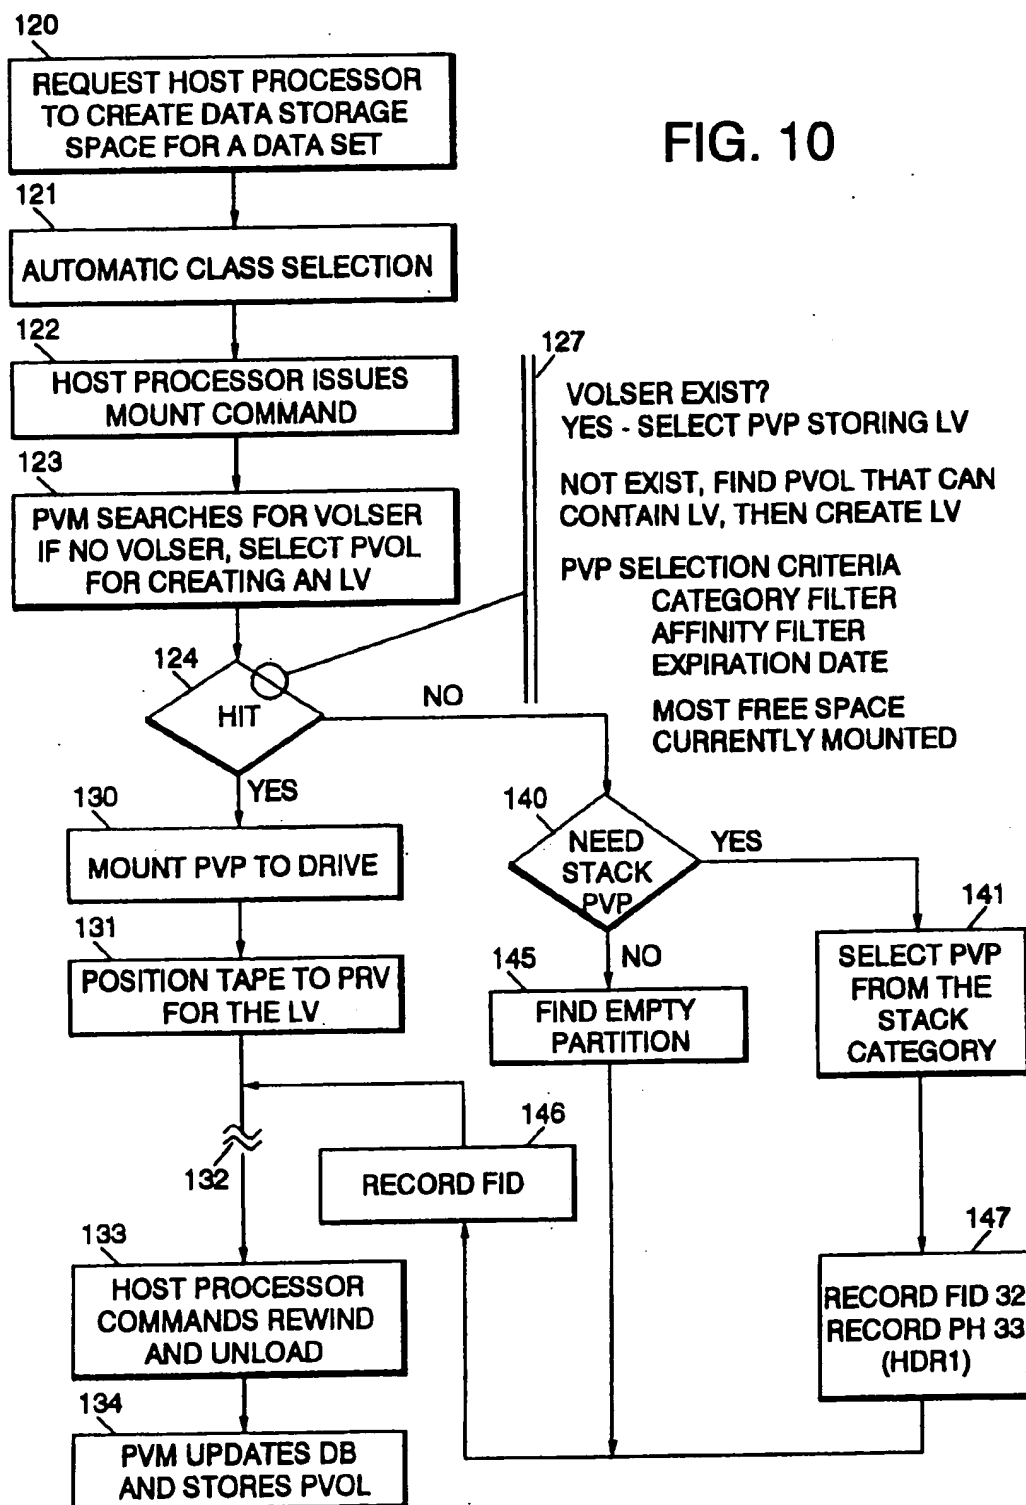 120
REQUEST HOST PROCESSOR
TO CREATE DATA STORAGE
SPACE FOR A DATA SET
FIG. 10
121
AUTOMATIC CLASS SELECTION
122
HOST PROCESSOR ISSUES
MOUNT COMMAND
127
VOLSER EXIST?
YES - SELECT PVP STORING LV
NOT EXIST, FIND PVOL THAT CAN
CONTAIN LV, THEN CREATE LV
PVP SELECTION CRITERIA
CATEGORY FILTER
AFFINITY FILTER
EXPIRATION DATE
MOST FREE SPACE
CURRENTLY MOUNTED
123
PVM SEARCHES FOR VOLSER
IF NO VOLSER, SELECT PVOL
FOR CREATING AN LV
124
HIT
NO
YES
130
MOUNT PVP TO DRIVE
131
POSITION TAPE TO PRV
FOR THE LV
132
133
HOST PROCESSOR
COMMANDS REWIND
AND UNLOAD
134
PVM UPDATES DB
AND STORES PVOL
140
NEED
STACK
PVP
YES
NO
145
FIND EMPTY
PARTITION
146
RECORD FID
141
SELECT PVP
FROM THE
STACK
CATEGORY
147
RECORD FID 32
RECORD PH 33
(HDR1)